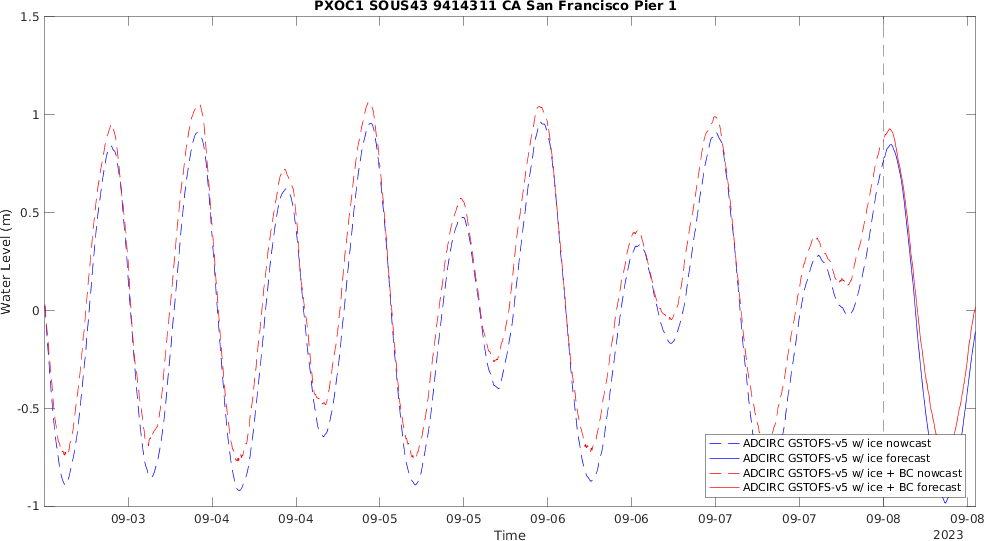 PXOC1 SOUS43 9414311 CA San Francisco Pier 1
1.5
1
0.5
0
-0.5
-1
Water Level (m)
09-03
09-04
09-04
09-05
09-05
09-06
09-06
09-07
09-07
09-08
09-08
2023
Time
ADCIRC GSTOFS-v5 w/ ice nowcast
ADCIRC GSTOFS-v5 w/ ice forecast
ADCIRC GSTOFS-v5 w/ ice + BC nowcast
ADCIRC GSTOFS-v5 w/ ice + BC forecast